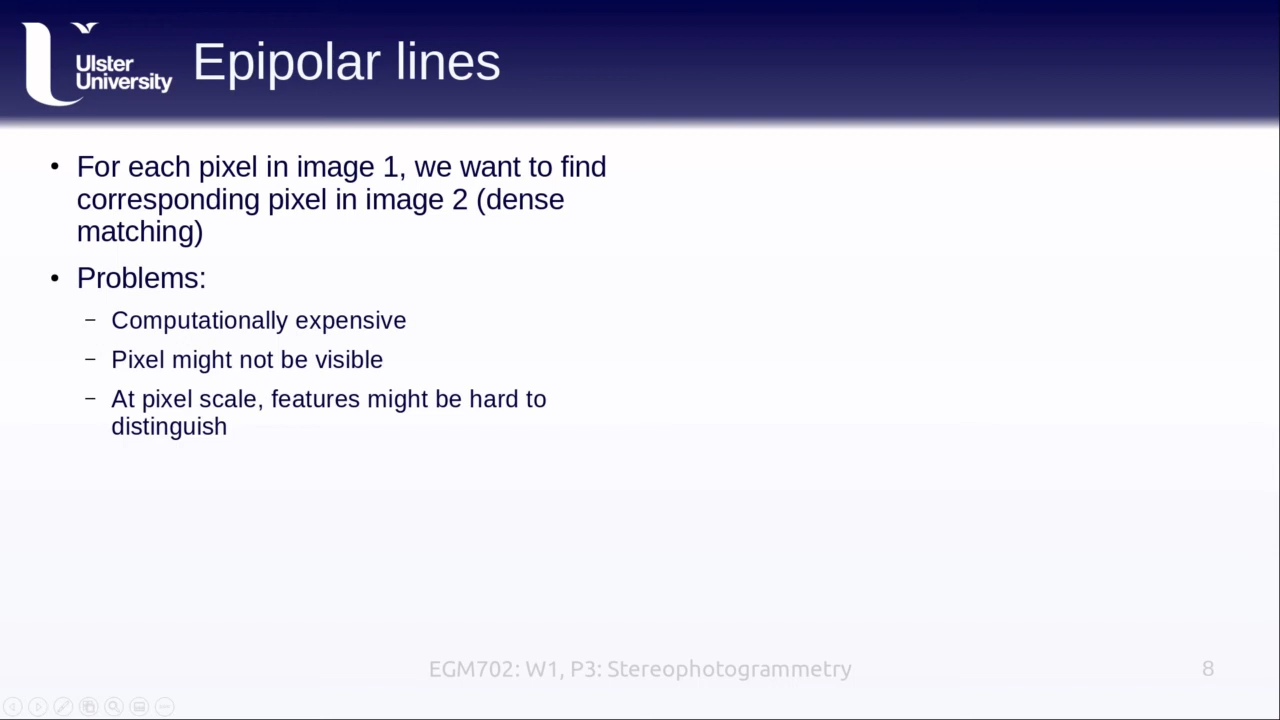 Ulster
University
Epipolar lines
• For each pixel in image 1, we want to find
corresponding pixel in image 2 (dense
matching)
• Problems:
– Computationally expensive
– Pixel might not be visible
– At pixel scale, features might be hard to
distinguish
EGM702: W1, P3: Stereophotogrammetry
8